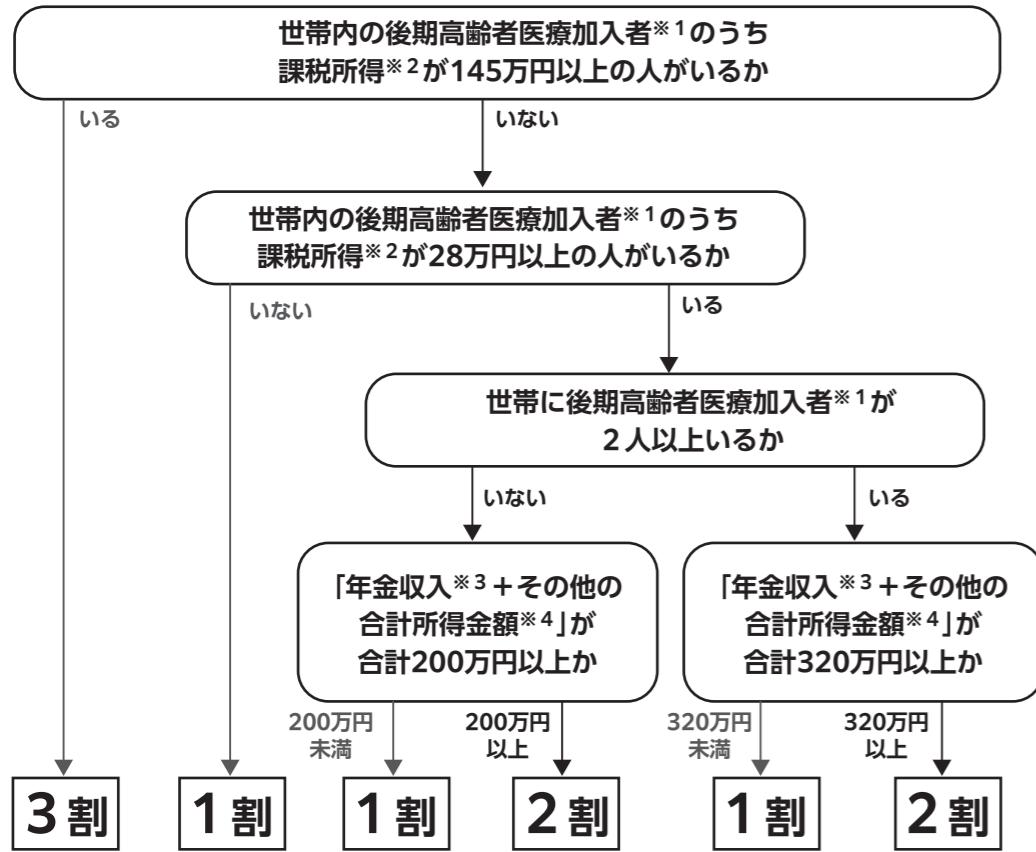 世帯内の後期高齢者医療加入者※1のうち
課税所得※2が145万円以上の人がいるか
いる
いない
世帯内の後期高齢者医療加入者※1のうち
課税所得※2が28万円以上の人がいるか
いない
いる
世帯に後期高齢者医療加入者※1が
2人以上いるか
いない
いる
「年金収入※3＋その他の
合計所得金額※4」が
合計200万円以上か
「年金収入※3＋その他の
合計所得金額※4」が
合計320万円以上か
200万円
未満
200万円
以上
320万円
未満
320万円
以上
3割
1割
1割
2割
1割
2割